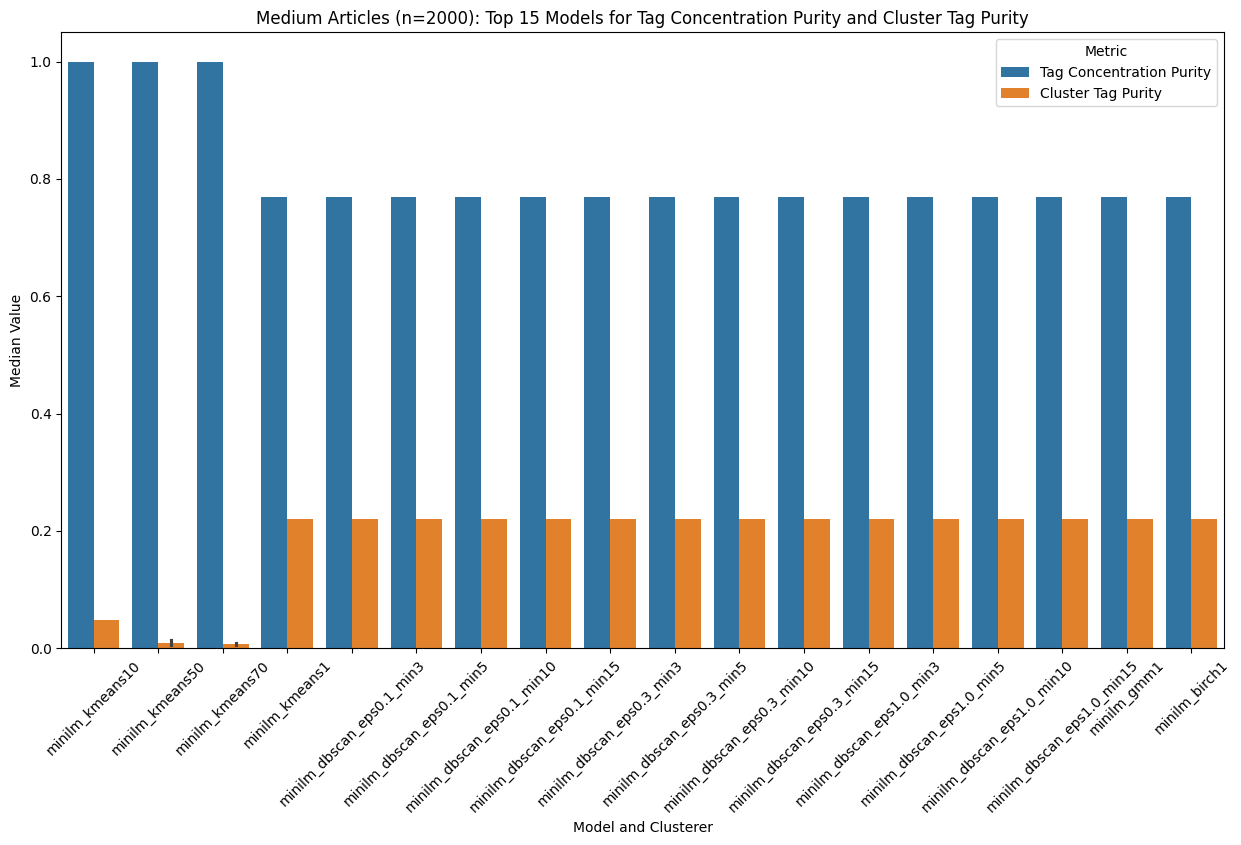 Medium Articles (n=2000): Top 15 Models for Tag Concentration Purity and Cluster Tag Purity
Metric
Tag Concentration Purity
Cluster Tag Purity
Median Value
1.0
0.8
0.6
0.4
0.2
0.0
minilm_kmeans10
minilm_kmeans50
minilm_kmeans70
minilm_kmeans1
minilm_dbscan_eps0.1_min3
minilm_dbscan_eps0.1_min5
minilm_dbscan_eps0.1_min10
minilm_dbscan_eps0.1_min15
minilm_dbscan_eps0.3_min3
minilm_dbscan_eps0.3_min5
minilm_dbscan_eps0.3_min10
minilm_dbscan_eps0.3_min15
minilm_dbscan_eps1.0_min3
minilm_dbscan_eps1.0_min5
minilm_dbscan_eps1.0_min10
minilm_dbscan_eps1.0_min15
minilm_gmm1
minilm_birch1
Model and Clusterer